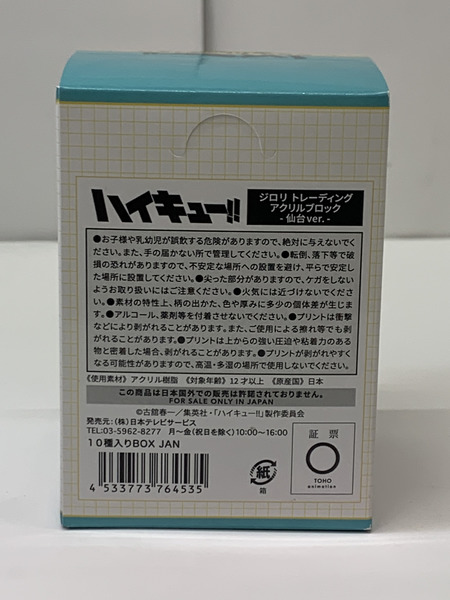 ハイキュー!!
ジロリ トレーディング
アクリルブロック
- 仙台ver. -
●お子様や乳幼児が誤飲する危険がありますので、絶対に与えないでく
ださい。また、手の届かない所で管理してください。●転倒、落下等で破
損の恐れがありますので、不安定な場所への設置を避け、平らで安定し
た場所に設置してください。●尖った部分がありますので、ケガをしない
ようお取り扱いにはご注意ください。●火気には近づけないでください。
●素材の特性上、柄の出かた、色や厚みに多少の個体差が生じま
す。●アルコール、薬剤等を付着させないでください。●プリントは衝撃
などにより剥がれることがあります。また、ご使用による擦れ等でも剥
がれることがあります。●プリントは上からの強い圧迫や粘着力のある
物と密着した場合、剥がれることがあります。●プリントが剥がれやすく
なる可能性がありますので、高温・多湿の場所で使用しないでください。
《使用素材》アクリル樹脂 《対象年齢》12才以上 《原産国》日本
この商品は日本国外での販売は許諾されておりません。
FOR SALE ONLY IN JAPAN
©古舘春一／集英社・「ハイキュー!!」製作委員会
発売元：(株)日本テレビサービス
TEL:03-5962-8277 月～金(祝日を除く)10:00～16:00
10種入りBOX JAN
4 533773 764535
紙
箱
証票
TOHO
animation